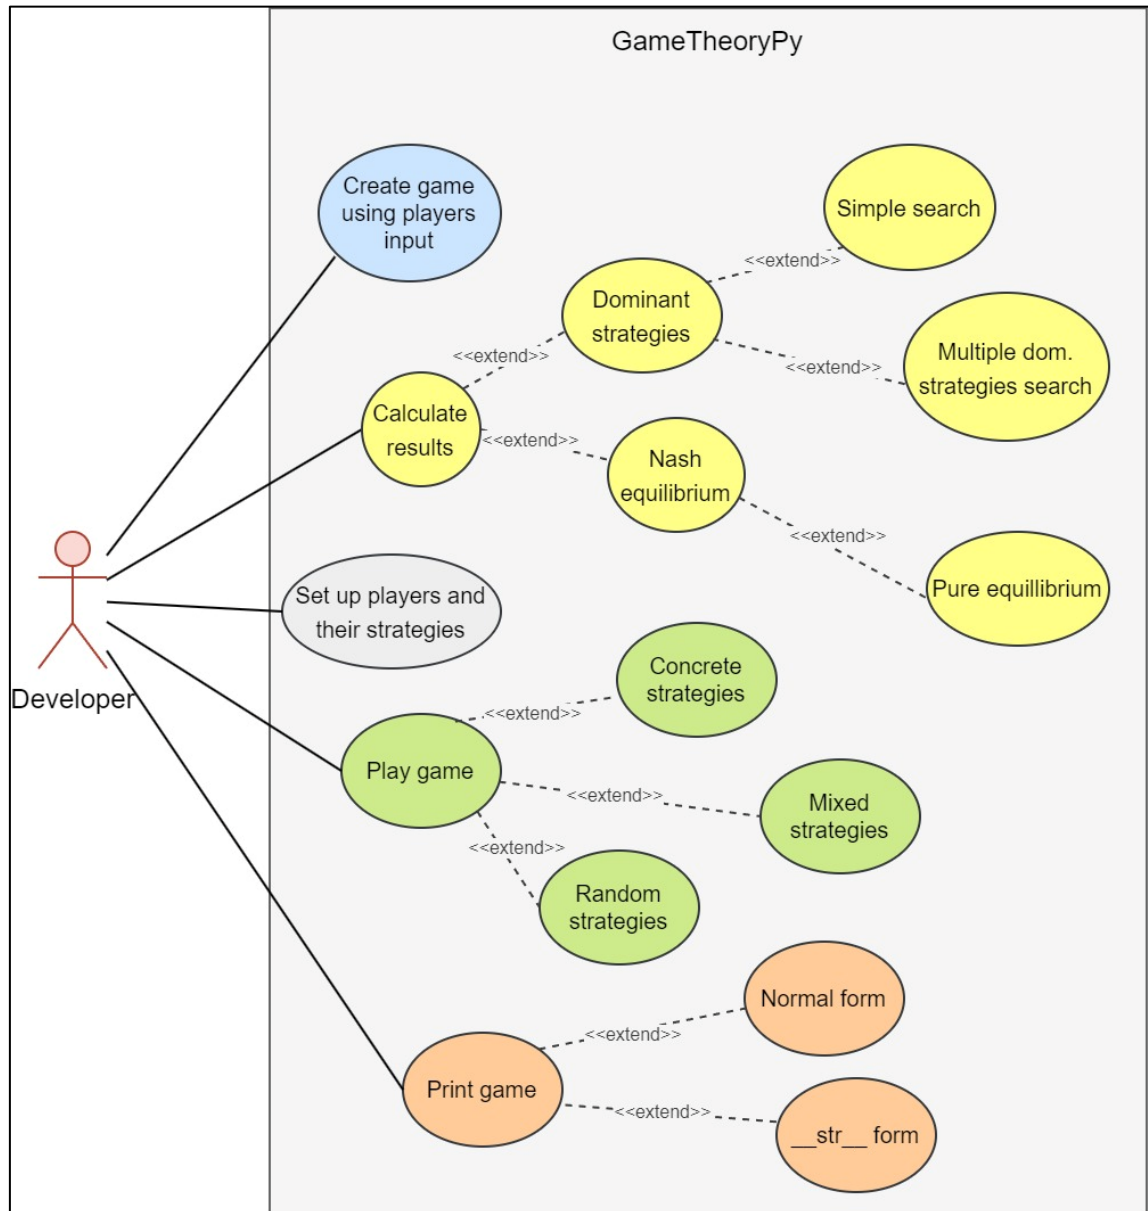 GameTheoryPy
Create game
using players
input
Simple search
<<extend>>
Dominant
strategies
<<extend>>
Multiple dom.
strategies search
<<extend>>
Calculate
results
<<extend>>
Nash
equilibrium
<<extend>>
Pure equillibrium
Set up players and
their strategies
Developer
Concrete
strategies
<<extend>>
Play game
<<extend>>
Mixed
strategies
<<extend>>
Random
strategies
Normal form
<<extend>>
Print game
<<extend>>
__str__ form